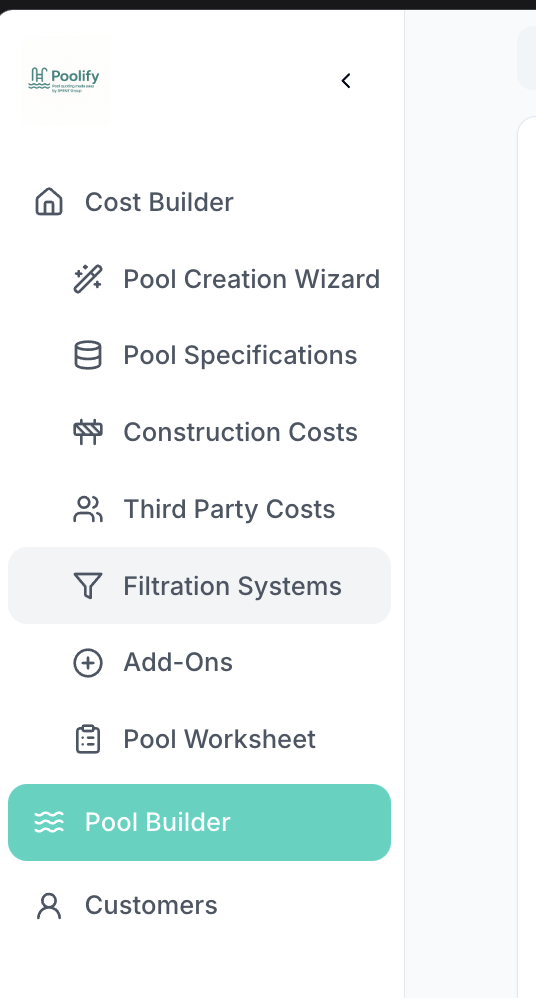 Poolify
Pool quoting made easy
by SPENT Group
Cost Builder
Pool Creation Wizard
Pool Specifications
Construction Costs
Third Party Costs
Filtration Systems
Add-Ons
Pool Worksheet
Pool Builder
Customers